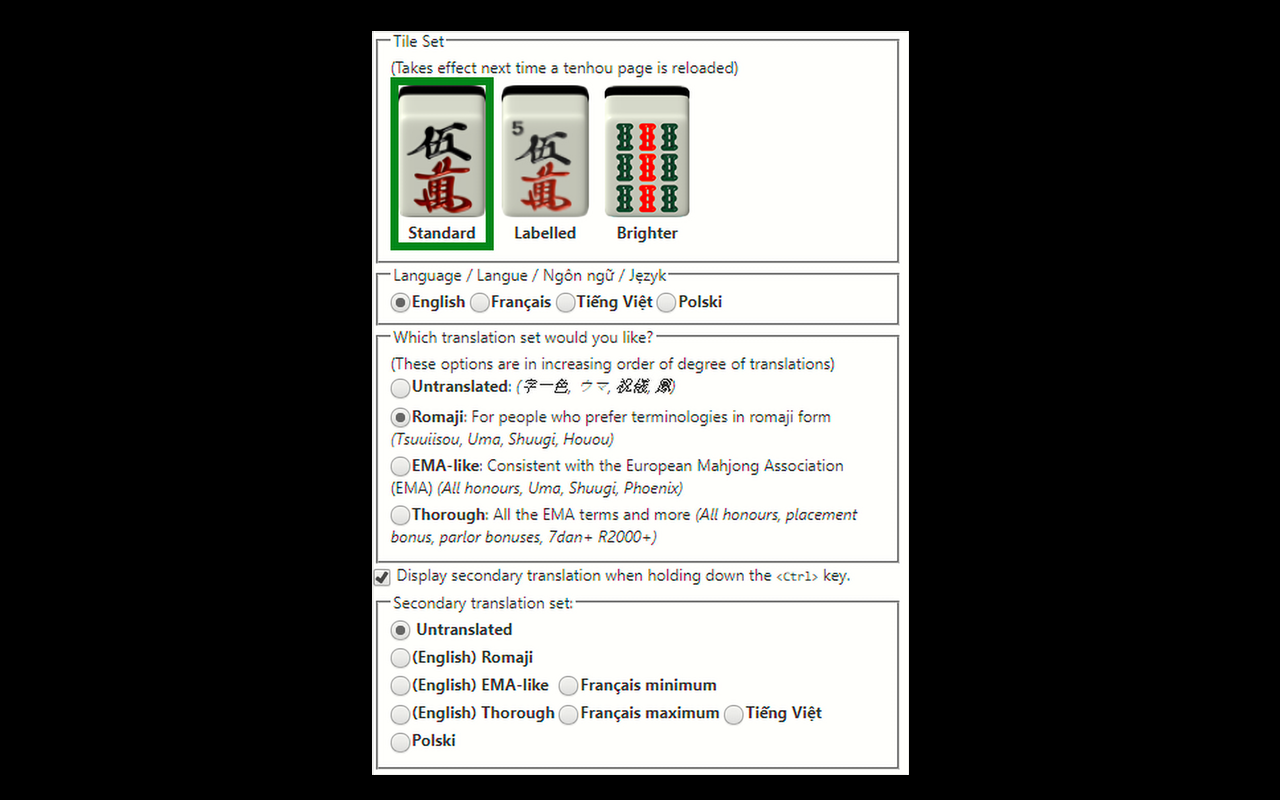 Tile Set
(Takes effect next time a tenhou page is reloaded)
伍萬
5
伍萬
Standard Labelled Brighter
Language / Langue / Ngôn ngữ / Język
English Français Tiếng Việt Polski
Which translation set would you like?
(These options are in increasing order of degree of translations)
Untranslated: (字一色, ウマ, 祝儀, 鳳)
Romaji: For people who prefer terminologies in romaji form
(Tsuuiisou, Uma, Shuugi, Houou)
EMA-like: Consistent with the European Mahjong Association
(EMA) (All honours, Uma, Shuugi, Phoenix)
Thorough: All the EMA terms and more (All honours, placement
bonus, parlor bonuses, 7dan+ R2000+)
Display secondary translation when holding down the <Ctrl> key.
Secondary translation set:
Untranslated
(English) Romaji
(English) EMA-like Français minimum
(English) Thorough Français maximum Tiếng Việt
Polski